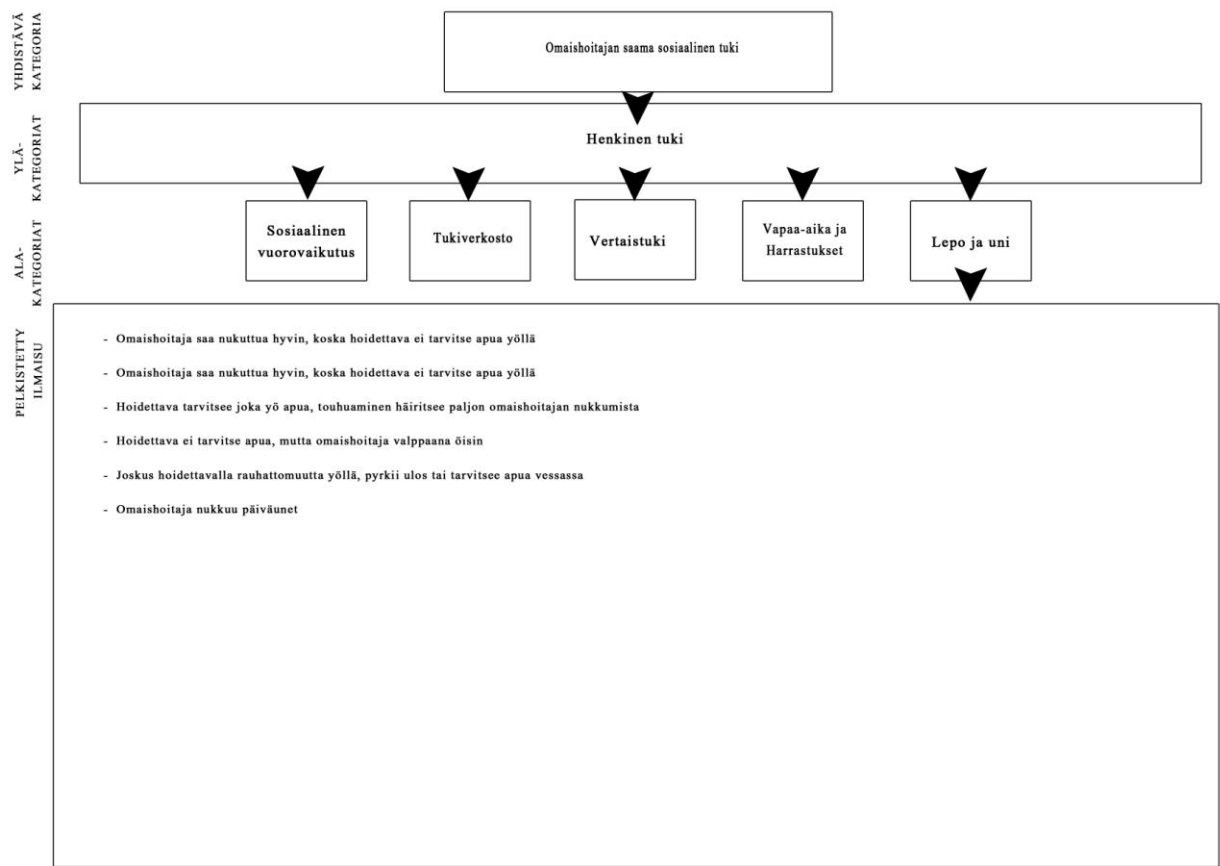 YHDISTÄVÄ
KATEGORIA
Omaishoitajan saama sosiaalinen tuki
YLÄ-
KATEGORIAT
Henkinen tuki
ALA-
KATEGORIAT
Sosiaalinen
vuorovaikutus
Tukiverkosto
Vertaistuki
Vapaa-aika ja
Harrastukset
Lepo ja uni
PELKISTETTY
ILMAISU
- Omaishoitaja saa nukuttua hyvin, koska hoidettava ei tarvitse apua yöllä
- Omaishoitaja saa nukuttua hyvin, koska hoidettava ei tarvitse apua yöllä
- Hoidettava tarvitsee joka yö apua, touhuaminen häiritsee paljon omaishoitajan nukkumista
- Hoidettava ei tarvitse apua, mutta omaishoitaja valppaana öisin
- Joskus hoidettavalla rauhattomuutta yöllä, pyrkii ulos tai tarvitsee apua vessassa
- Omaishoitaja nukkuu päiväunet